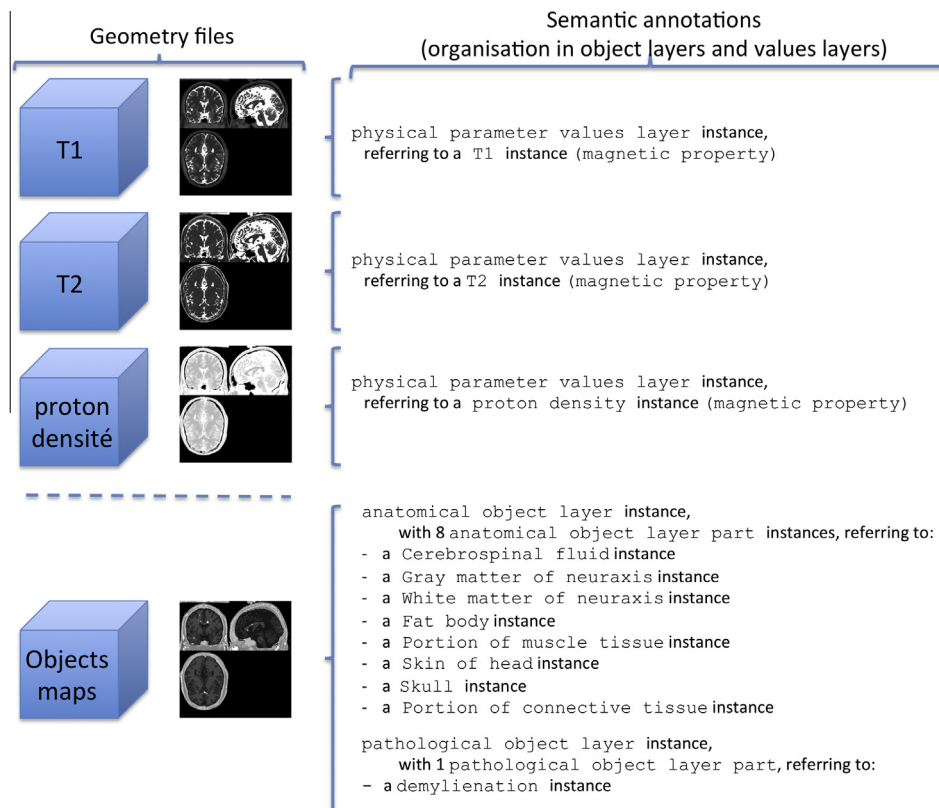 Geometry files
Semantic annotations
(organisation in object layers and values layers)
T1
physical parameter values layer instance,
referring to a T1 instance (magnetic property)
T2
physical parameter values layer instance,
referring to a T2 instance (magnetic property)
proton
densité
physical parameter values layer instance,
referring to a proton density instance (magnetic property)
Objects
maps
anatomical object layer instance,
with 8 anatomical object layer part instances, referring to:
- a Cerebrospinal fluid instance
- a Gray matter of neuraxis instance
- a White matter of neuraxis instance
- a Fat body instance
- a Portion of muscle tissue instance
- a Skin of head instance
- a Skull instance
- a Portion of connective tissue instance
pathological object layer instance,
with 1 pathological object layer part, referring to:
– a demylienation instance